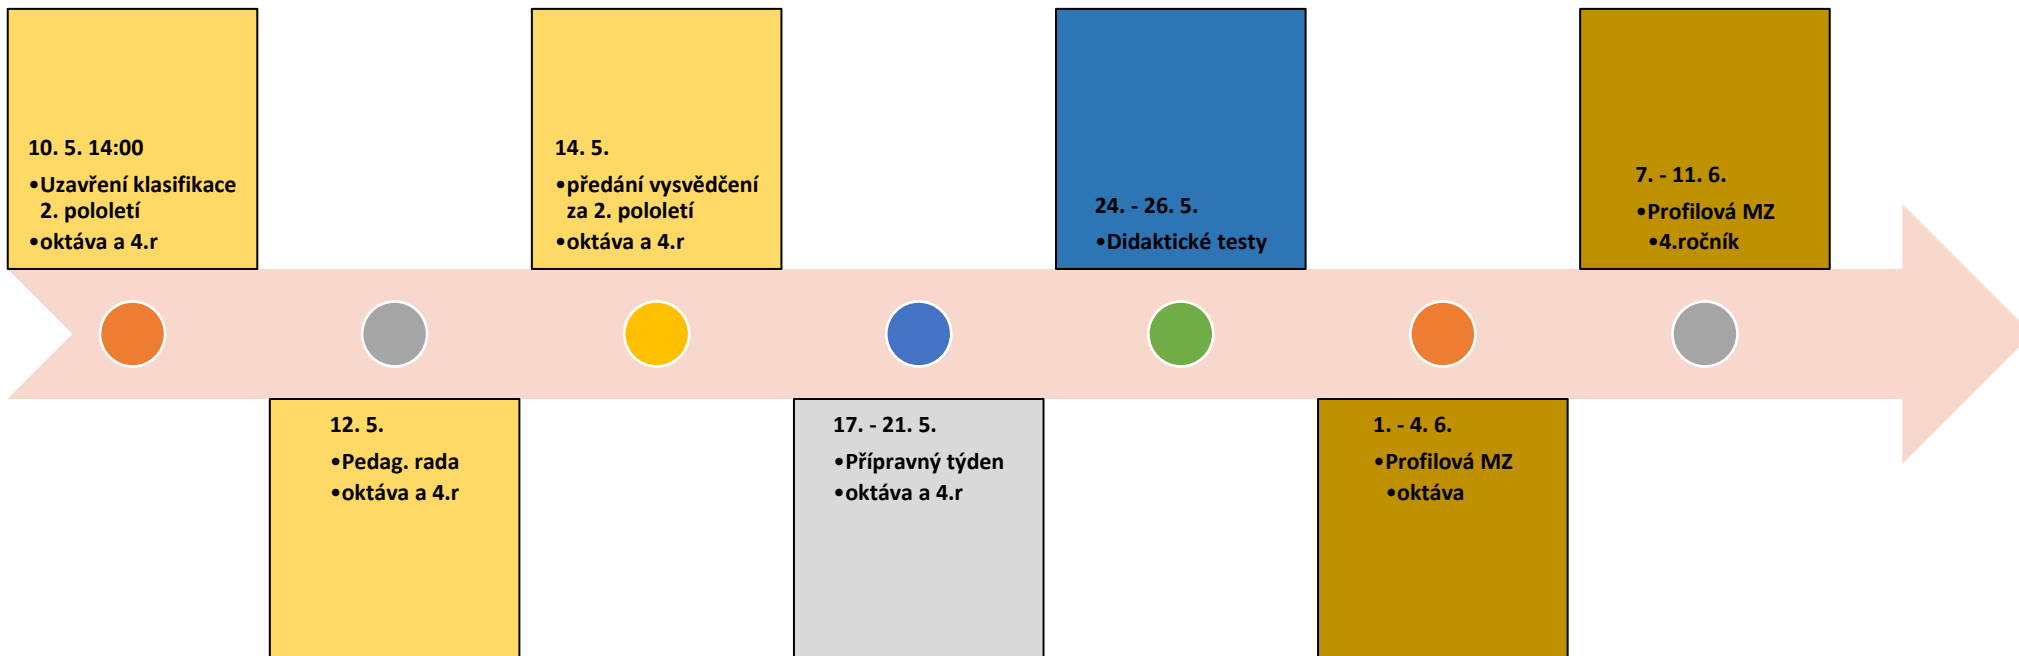 10. 5. 14:00
•Uzavření klasifikace
2. pololetí
•oktáva a 4.r
12. 5.
•Pedag. rada
•oktáva a 4.r
14. 5.
•předání vysvědčení
za 2. pololetí
•oktáva a 4.r
17. - 21. 5.
•Přípravný týden
•oktáva a 4.r
24. - 26. 5.
•Didaktické testy
1. - 4. 6.
•Profilová MZ
•oktáva
7. - 11. 6.
•Profilová MZ
•4.ročník